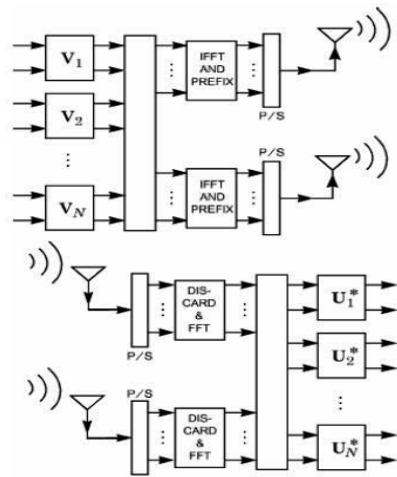 V1
IFFT
AND
PREFIX
V2
P/S
⋮
P/S
VN
IFFT
AND
PREFIX
DIS-
CARD
&
FFT
U1*
P/S
U2*
P/S
⋮
DIS-
CARD
&
FFT
UN*